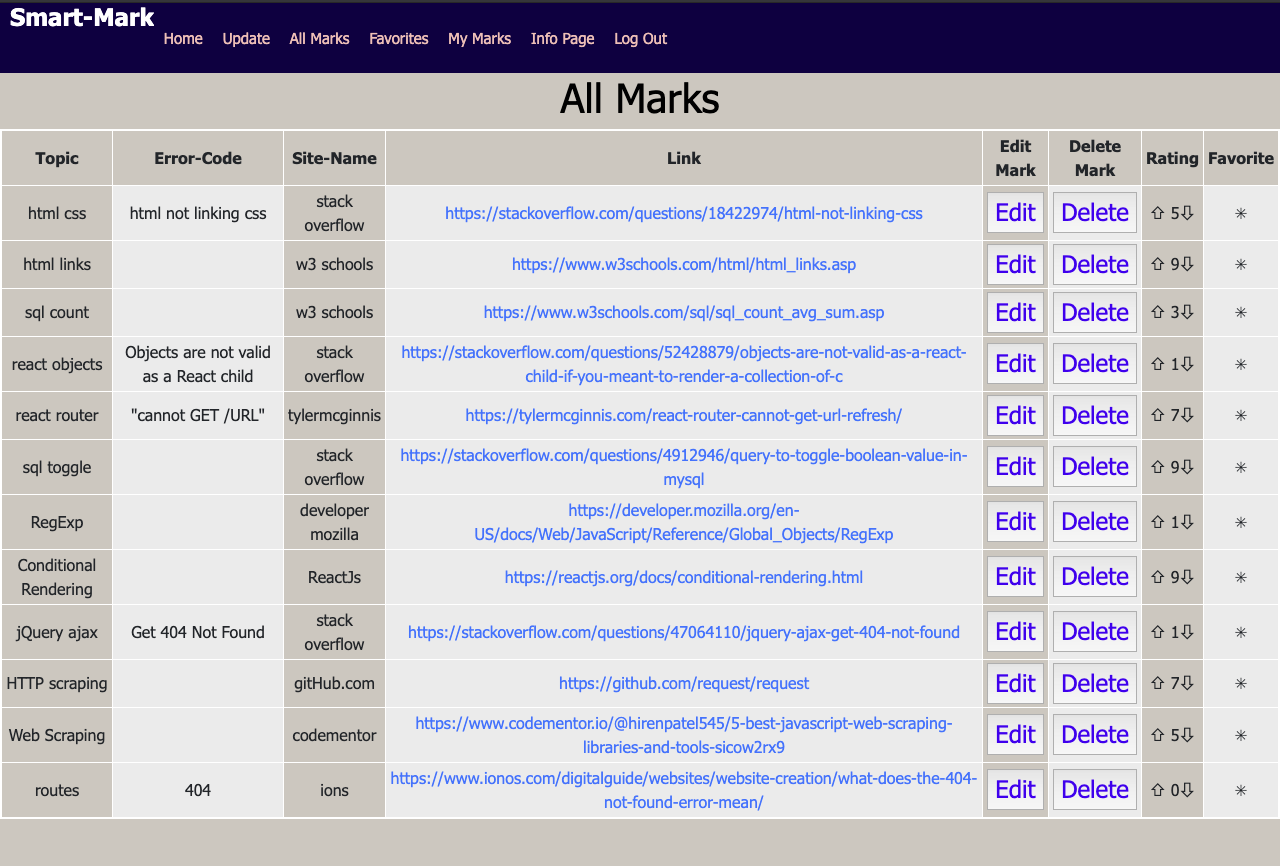 Smart-Mark
Home Update All Marks Favorites My Marks Info Page Log Out
All Marks
Topic Error-Code Site-Name Link Edit Mark Delete Mark Rating Favorite
html css html not linking css stack overflow https://stackoverflow.com/questions/18422974/html-not-linking-css Edit Delete ⇧ 5⇩ ✳
html links w3 schools https://www.w3schools.com/html/html_links.asp Edit Delete ⇧ 9⇩ ✳
sql count w3 schools https://www.w3schools.com/sql/sql_count_avg_sum.asp Edit Delete ⇧ 3⇩ ✳
react objects Objects are not valid as a React child stack overflow https://stackoverflow.com/questions/52428879/objects-are-not-valid-as-a-react-child-if-you-meant-to-render-a-collection-of-c Edit Delete ⇧ 1⇩ ✳
react router "cannot GET /URL" tylermcginnis https://tylermcginnis.com/react-router-cannot-get-url-refresh/ Edit Delete ⇧ 7⇩ ✳
sql toggle stack overflow https://stackoverflow.com/questions/4912946/query-to-toggle-boolean-value-in-mysql Edit Delete ⇧ 9⇩ ✳
RegExp developer mozilla https://developer.mozilla.org/en-US/docs/Web/JavaScript/Reference/Global_Objects/RegExp Edit Delete ⇧ 1⇩ ✳
Conditional Rendering ReactJs https://reactjs.org/docs/conditional-rendering.html Edit Delete ⇧ 9⇩ ✳
jQuery ajax Get 404 Not Found stack overflow https://stackoverflow.com/questions/47064110/jquery-ajax-get-404-not-found Edit Delete ⇧ 1⇩ ✳
HTTP scraping gitHub.com https://github.com/request/request Edit Delete ⇧ 7⇩ ✳
Web Scraping codementor https://www.codementor.io/@hirenpatel545/5-best-javascript-web-scraping-libraries-and-tools-sicow2rx9 Edit Delete ⇧ 5⇩ ✳
routes 404 ions https://www.ionos.com/digitalguide/websites/website-creation/what-does-the-404-not-found-error-mean/ Edit Delete ⇧ 0⇩ ✳